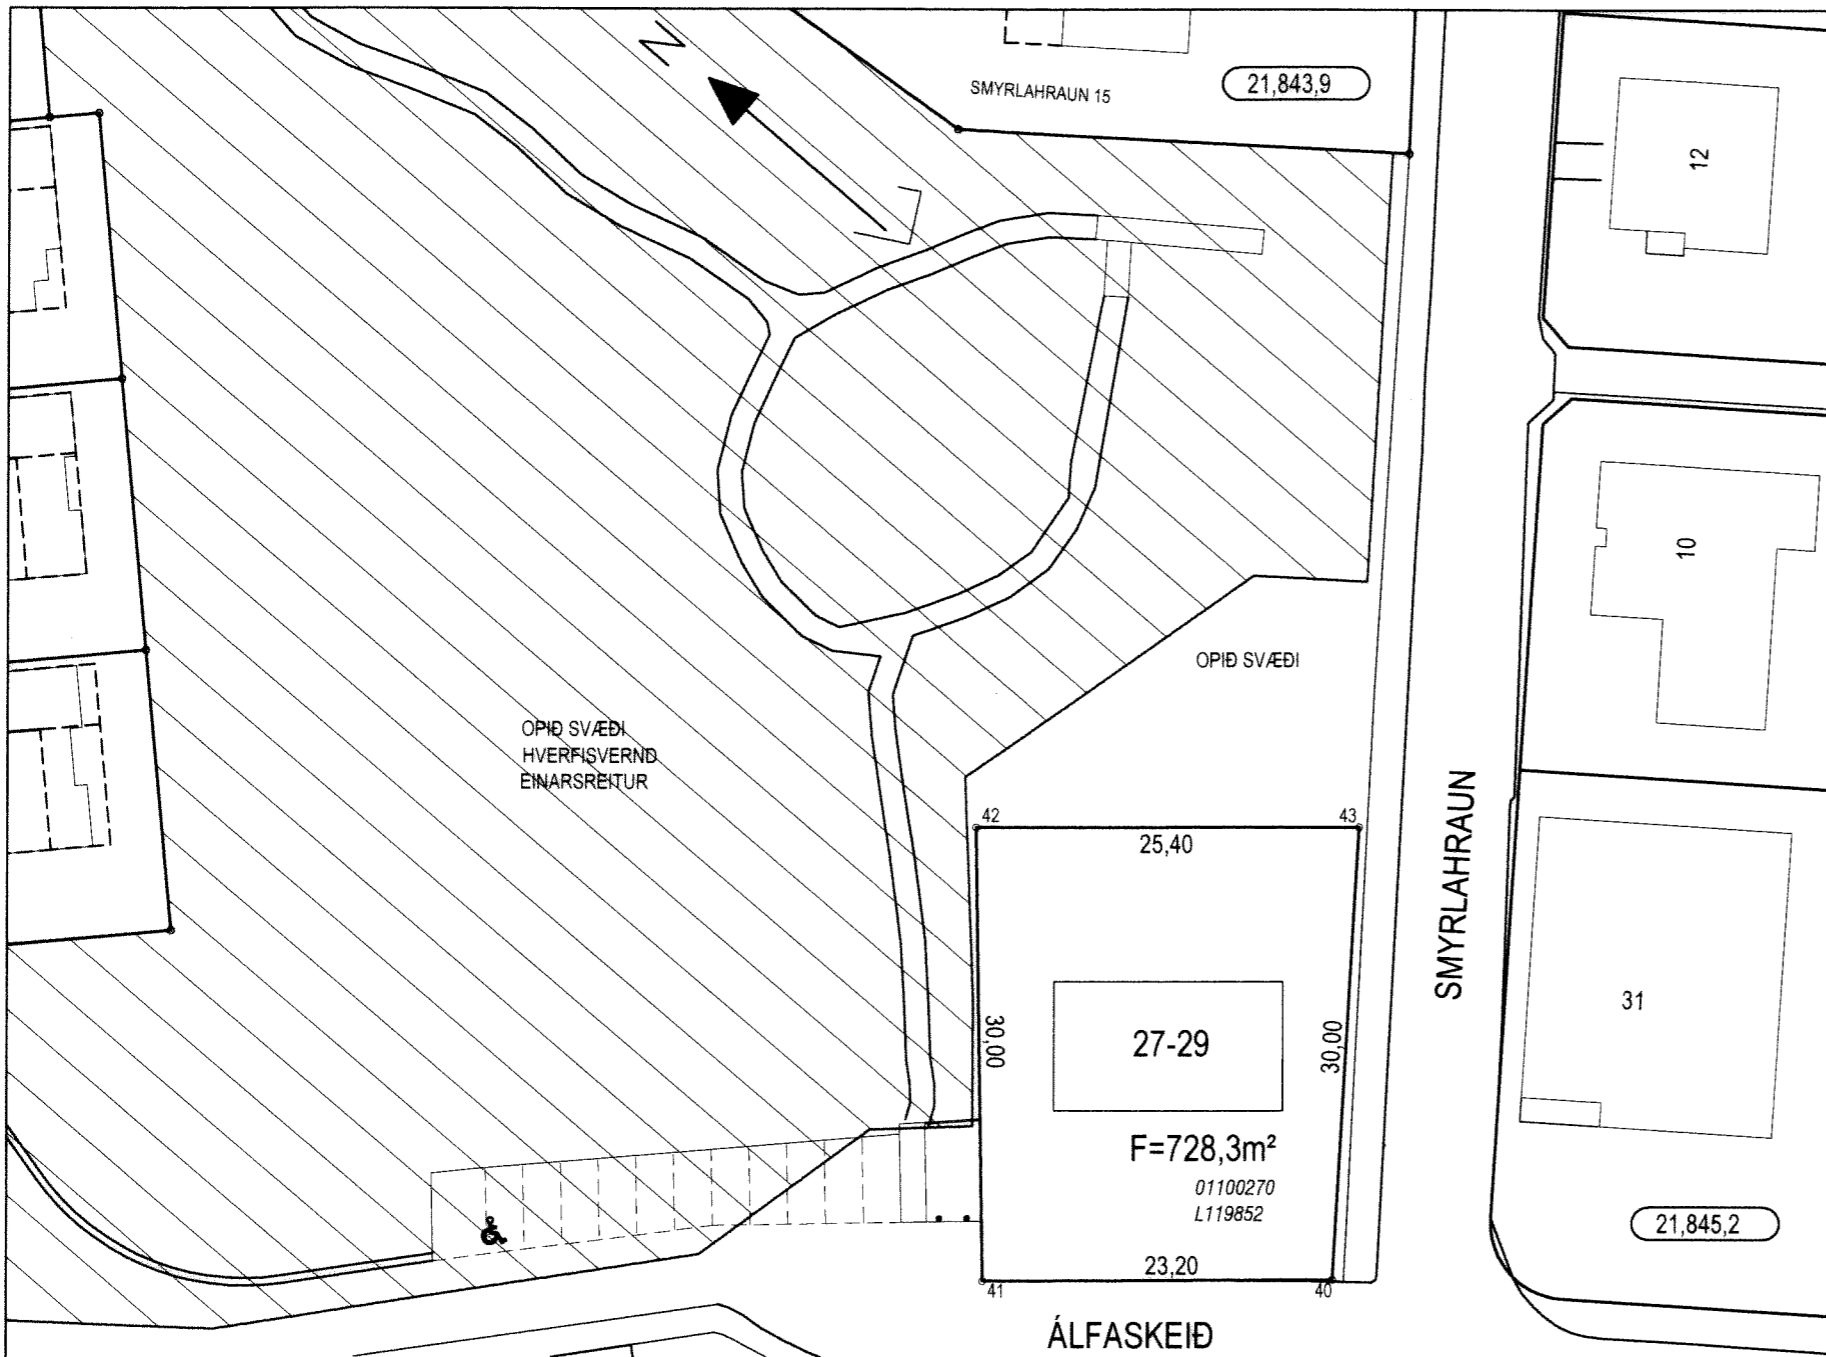 N
SMYRLAHRAUN 15
21,843,9
12
10
OPIÐ SVÆÐI
OPIÐ SVÆÐI
HVERFISVERND
EINARSREITUR
42
43
25,40
SMYRLAHRAUN
31
30,00
30,00
27-29
F=728,3m²
01100270
L119852
21,845,2
23,20
41
40
ÁLFASKEIÐ